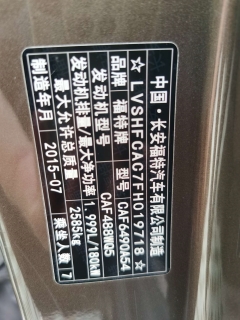 中国·长安福特汽车有限公司制造
☆LVSHFCAC7FH019718☆
品牌 福特牌 型号 CAF6490A54
发动机型号 CAF488WQ5
发动机排量/最大净功率 1.999L/180kW
最大允许总质量 2585kg
制造年月 2015-07 乘坐人数 7